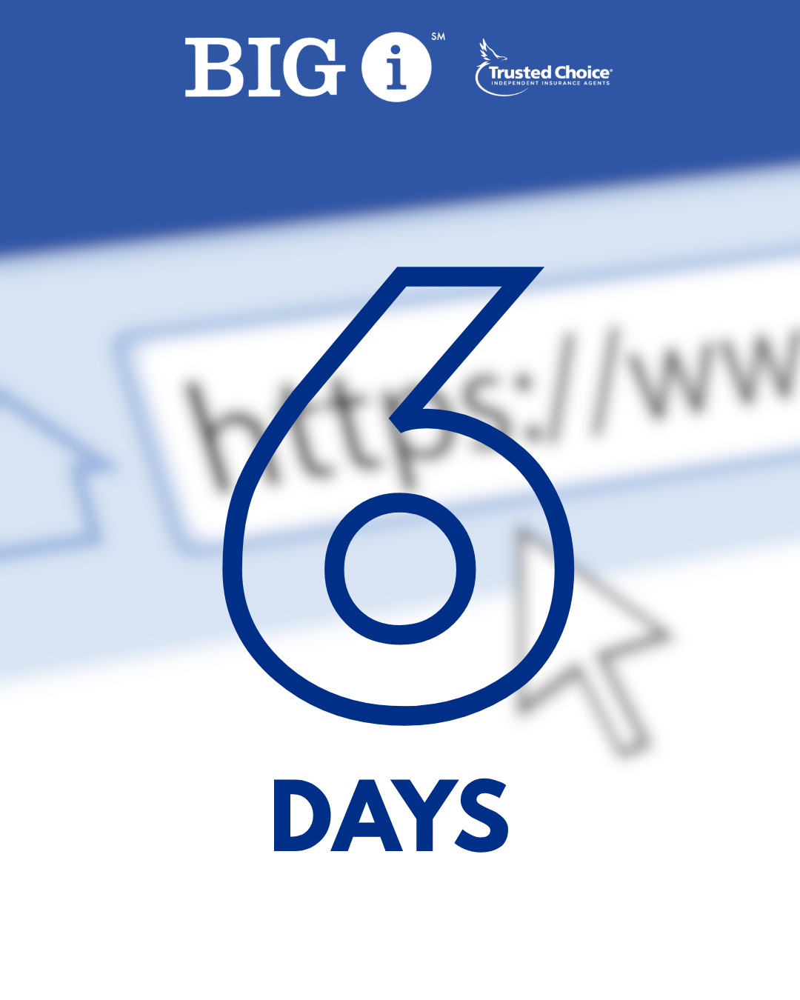 BIG i SM
Trusted Choice®
INDEPENDENT INSURANCE AGENTS
https://ww
6
DAYS